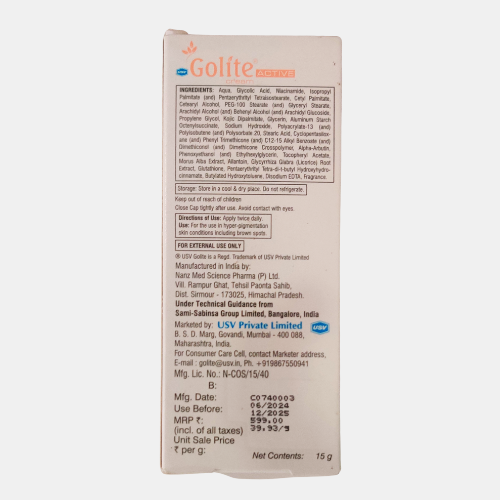 USV Golite ACTIVE
INGREDIENTS: Aqua, Glycolic Acid, Niacinamide, Isopropyl
Palmitate (and) Pentaerythrityl Tetraisostearate, Cetyl Palmitate,
Cetearyl Alcohol, PEG-100 Stearate (and) Glyceryl Stearate,
Arachidyl Alcohol (and) Behenyl Alcohol (and) Arachidyl Glucoside,
Propylene Glycol, Kojic Dipalmitate, Glycerin, Aluminum Starch
Octenylsuccinate, Sodium Hydroxide, Polyacrylate-13 (and)
Polyisobutene (and) Polysorbate 20, Stearic Acid, Cyclopentasilox-
ane (and) Phenyl Trimethicone (and) C12-15 Alkyl Benzoate (and)
Dimethiconol (and) Dimethicone Crosspolymer, Alpha-Arbutin,
Phenoxyethanol (and) Ethylhexylglycerin, Tocopheryl Acetate,
Morus Alba Extract, Allantoin, Glycyrrhiza Glabra (Licorice) Root
Extract, Glutathione, Pentaerythrityl Tetra-di-t-butyl Hydroxyhydro-
cinnamate, Butylated Hydroxytoluene, Disodium EDTA, Fragrance.
Storage: Store in a cool & dry place. Do not refrigerate.
Keep out of reach of children
Close Cap tightly after use. Avoid contact with eyes.
Directions of Use: Apply twice daily.
Use: For the use in hyper-pigmentation
skin conditions including brown spots.
FOR EXTERNAL USE ONLY
® USV Golite is a Regd. Trademark of USV Private Limited
Manufactured in India by:
Nanz Med Science Pharma (P) Ltd.
Vill. Rampur Ghat, Tehsil Paonta Sahib,
Dist. Sirmour - 173025, Himachal Pradesh.
Under Technical Guidance from
Sami-Sabinsa Group Limited, Bangalore, India
Marketed by: USV Private Limited USV
B. S. D. Marg, Govandi, Mumbai - 400 088,
Maharashtra, India.
For Consumer Care Cell, contact Marketer address,
E-mail : golite@usv.in, Ph. +919867550941
Mfg. Lic. No.: N-COS/15/40
B:
Mfg. Date: C0740003
Use Before: 06/2024
MRP ₹: 12/2025
(incl. of all taxes) 599.00
Unit Sale Price 39.93/g
₹ per g:
Net Contents: 15 g